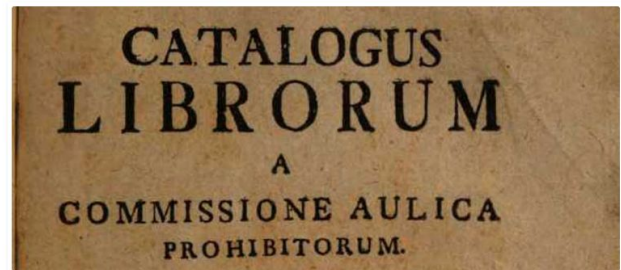 CATALOGUS
LIBRORUM
A
COMMISSIONE AULICA
PROHIBITORUM.